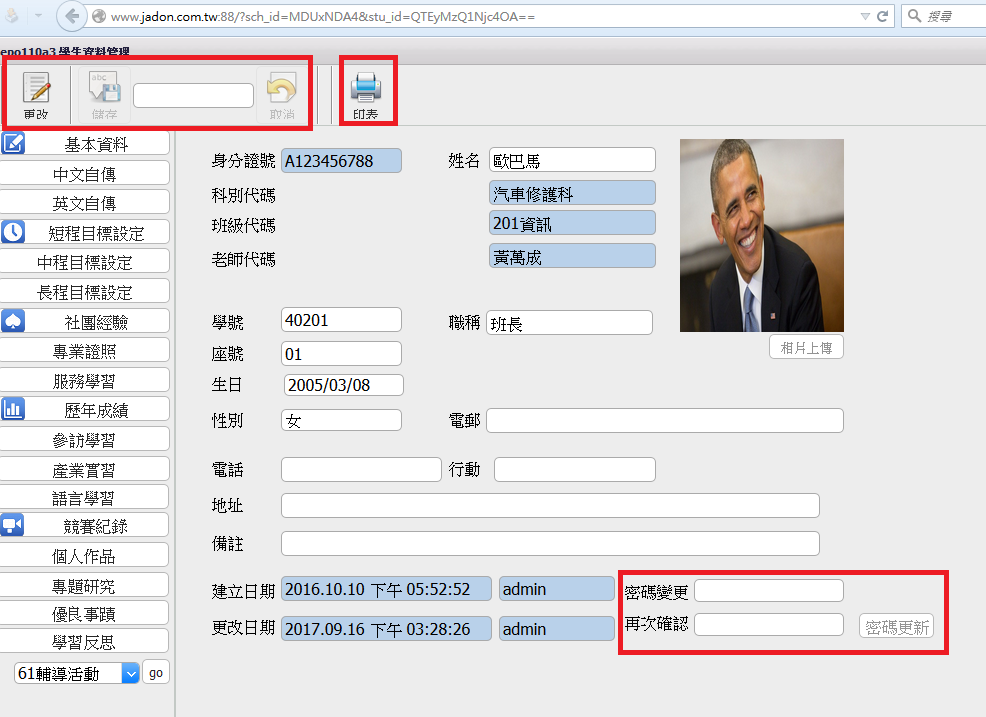 www.jadon.com.tw:88/?sch_id=MDUxNDA4&stu_id=QTEyMzQ1Njc4OA==
搜尋
epo110a3 學生資料管理
更改
abc
儲存
取消
印表
基本資料
中文自傳
英文自傳
短程目標設定
中程目標設定
長程目標設定
社團經驗
專業證照
服務學習
歷年成績
參訪學習
產業實習
語言學習
競賽紀錄
個人作品
專題研究
優良事蹟
學習反思
61輔導活動 go
身分證號 A123456788 姓名 歐巴馬
科別代碼 汽車修護科
班級代碼 201資訊
老師代碼 黃萬成
相片上傳
學號 40201 職稱 班長
座號 01
生日 2005/03/08
性別 女 電郵
電話 行動
地址
備註
建立日期 2016.10.10 下午 05:52:52 admin
更改日期 2017.09.16 下午 03:28:26 admin
密碼變更
再次確認 密碼更新